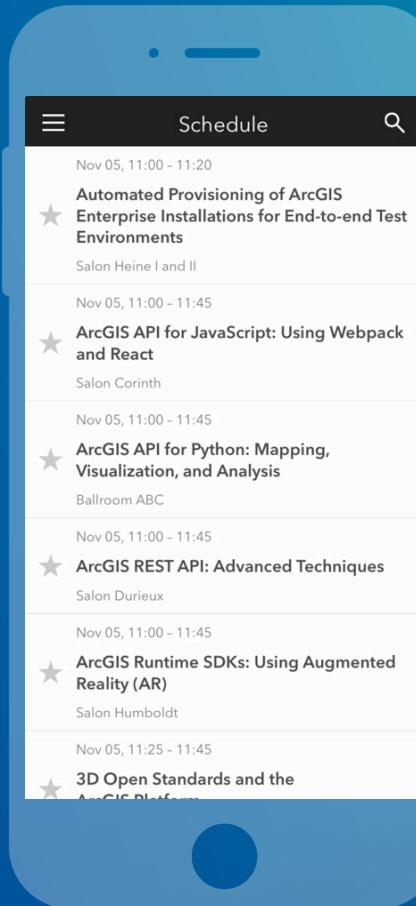 Schedule
Nov 05, 11:00 – 11:20
Automated Provisioning of ArcGIS
Enterprise Installations for End-to-end Test
Environments
Salon Heine I and II
Nov 05, 11:00 – 11:45
ArcGIS API for JavaScript: Using Webpack
and React
Salon Corinth
Nov 05, 11:00 – 11:45
ArcGIS API for Python: Mapping,
Visualization, and Analysis
Ballroom ABC
Nov 05, 11:00 – 11:45
ArcGIS REST API: Advanced Techniques
Salon Durieux
Nov 05, 11:00 – 11:45
ArcGIS Runtime SDKs: Using Augmented
Reality (AR)
Salon Humboldt
Nov 05, 11:25 – 11:45
3D Open Standards and the
ArcGIS Platform